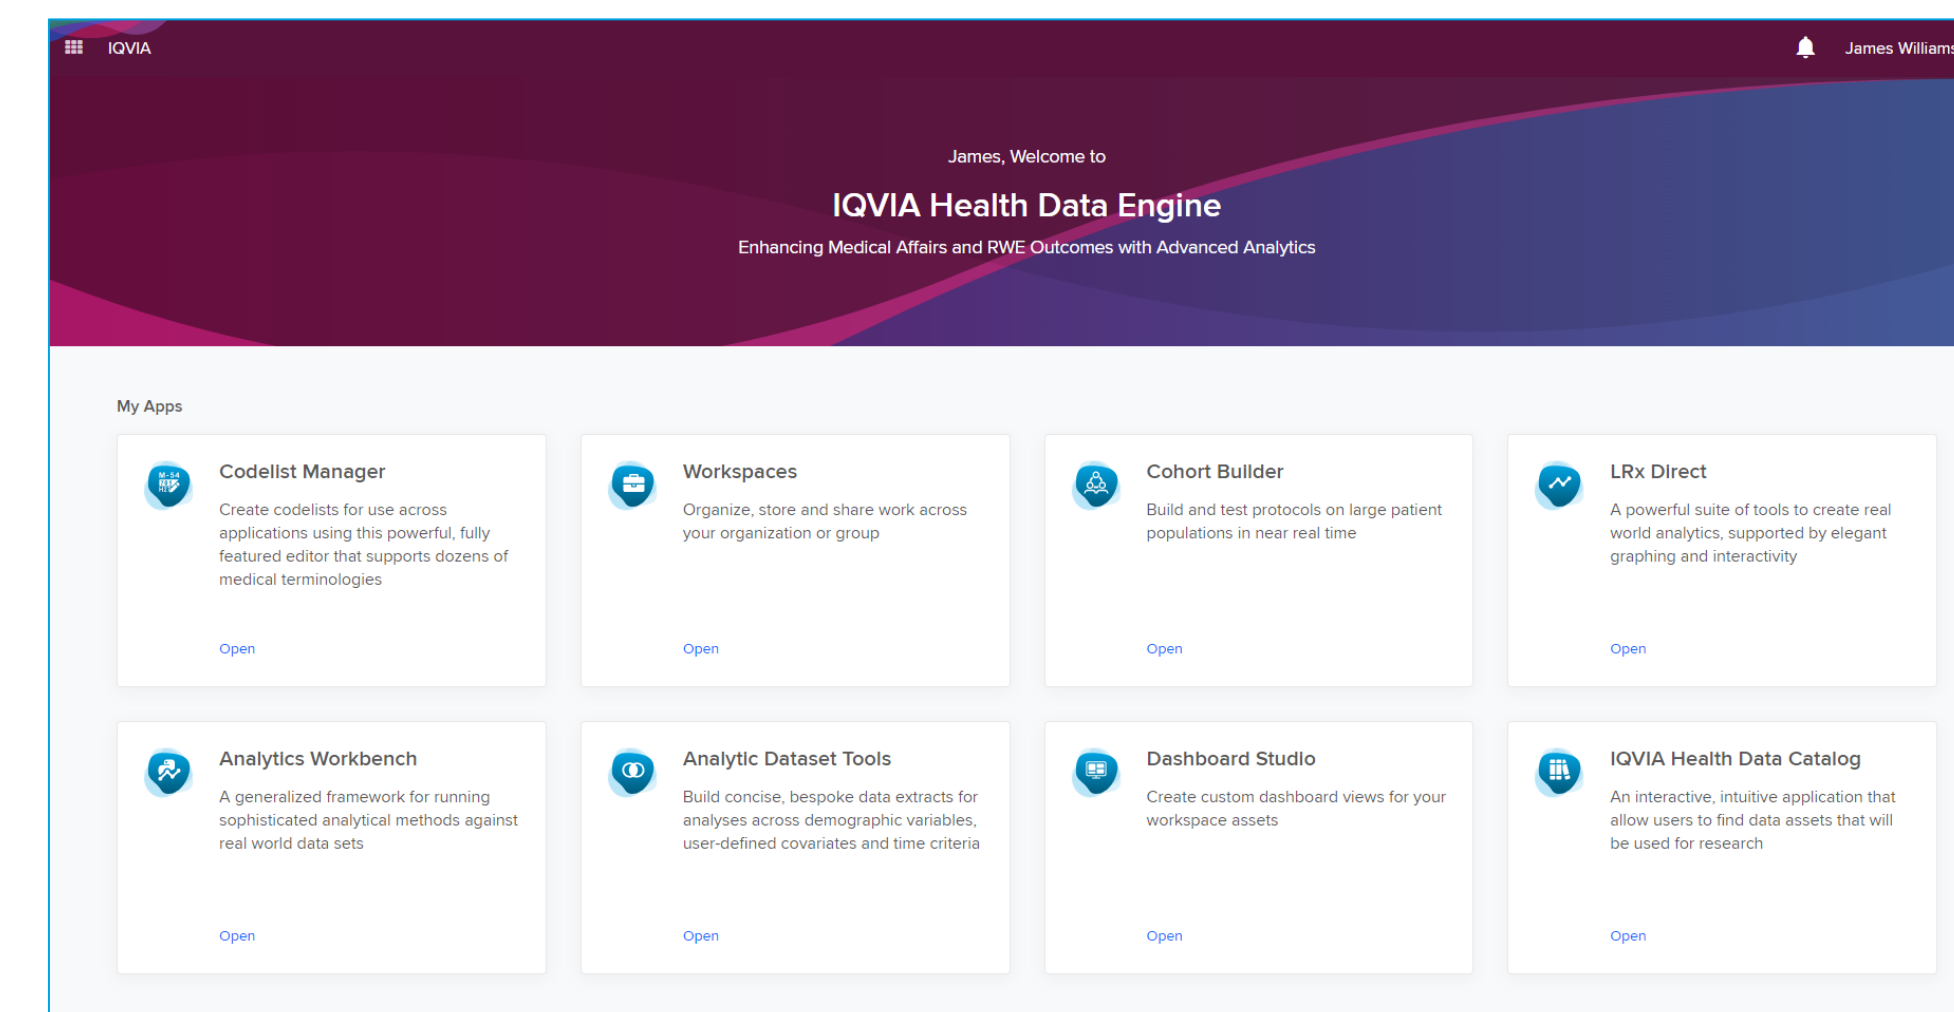 IQVIA
James Williams
James, Welcome to
IQVIA Health Data Engine
Enhancing Medical Affairs and RWE Outcomes with Advanced Analytics
My Apps
Codelist Manager
Create codelists for use across
applications using this powerful, fully
featured editor that supports dozens of
medical terminologies
Open
Workspaces
Organize, store and share work across
your organization or group
Open
Cohort Builder
Build and test protocols on large patient
populations in near real time
Open
LRx Direct
A powerful suite of tools to create real
world analytics, supported by elegant
graphing and interactivity
Open
Analytics Workbench
A generalized framework for running
sophisticated analytical methods against
real world data sets
Open
Analytic Dataset Tools
Build concise, bespoke data extracts for
analyses across demographic variables,
user-defined covariates and time criteria
Open
Dashboard Studio
Create custom dashboard views for your
workspace assets
Open
IQVIA Health Data Catalog
An interactive, intuitive application that
allow users to find data assets that will
be used for research
Open